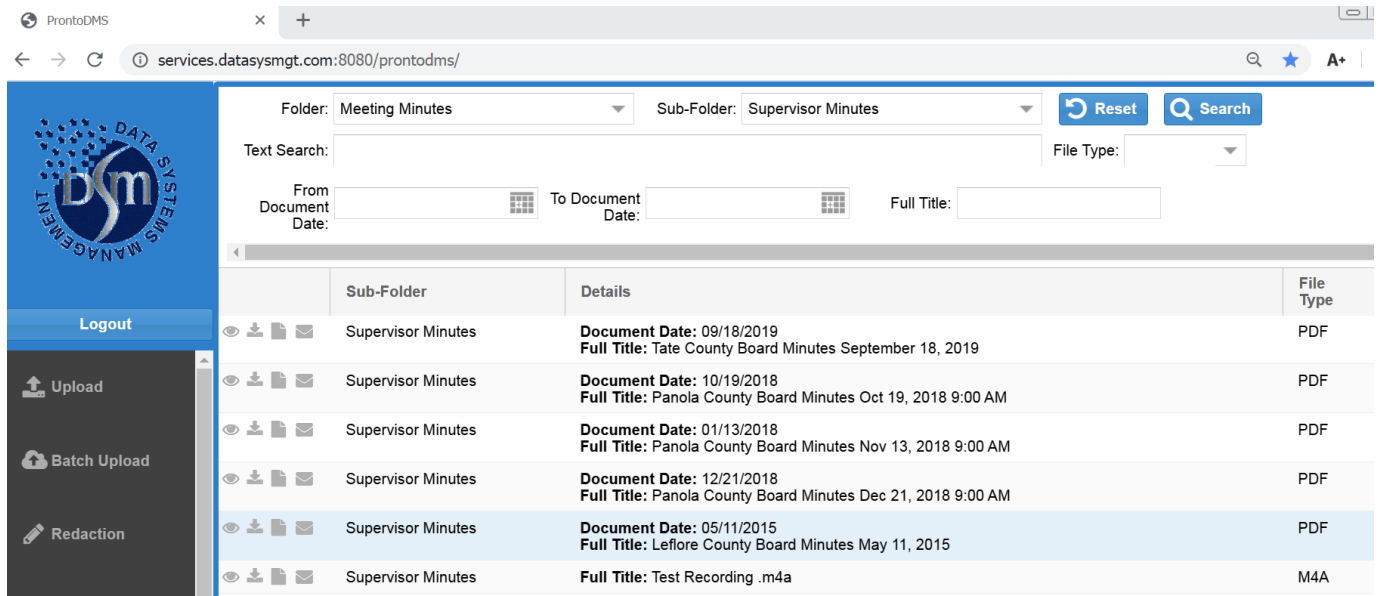 ProntoDMS
services.datasysmgt.com:8080/prontodms/
A+
DATA SYSTEMS MANAGEMENT
DSM
Folder: Meeting Minutes Sub-Folder: Supervisor Minutes Reset Search
Text Search: File Type:
From
Document
Date:
To Document
Date:
Full Title:
Logout
Upload
Batch Upload
Redaction
Sub-Folder Details File
Type
Supervisor Minutes Document Date: 09/18/2019 PDF
Full Title: Tate County Board Minutes September 18, 2019
Supervisor Minutes Document Date: 10/19/2018 PDF
Full Title: Panola County Board Minutes Oct 19, 2018 9:00 AM
Supervisor Minutes Document Date: 01/13/2018 PDF
Full Title: Panola County Board Minutes Nov 13, 2018 9:00 AM
Supervisor Minutes Document Date: 12/21/2018 PDF
Full Title: Panola County Board Minutes Dec 21, 2018 9:00 AM
Supervisor Minutes Document Date: 05/11/2015 PDF
Full Title: Leflore County Board Minutes May 11, 2015
Supervisor Minutes Full Title: Test Recording .m4a M4A